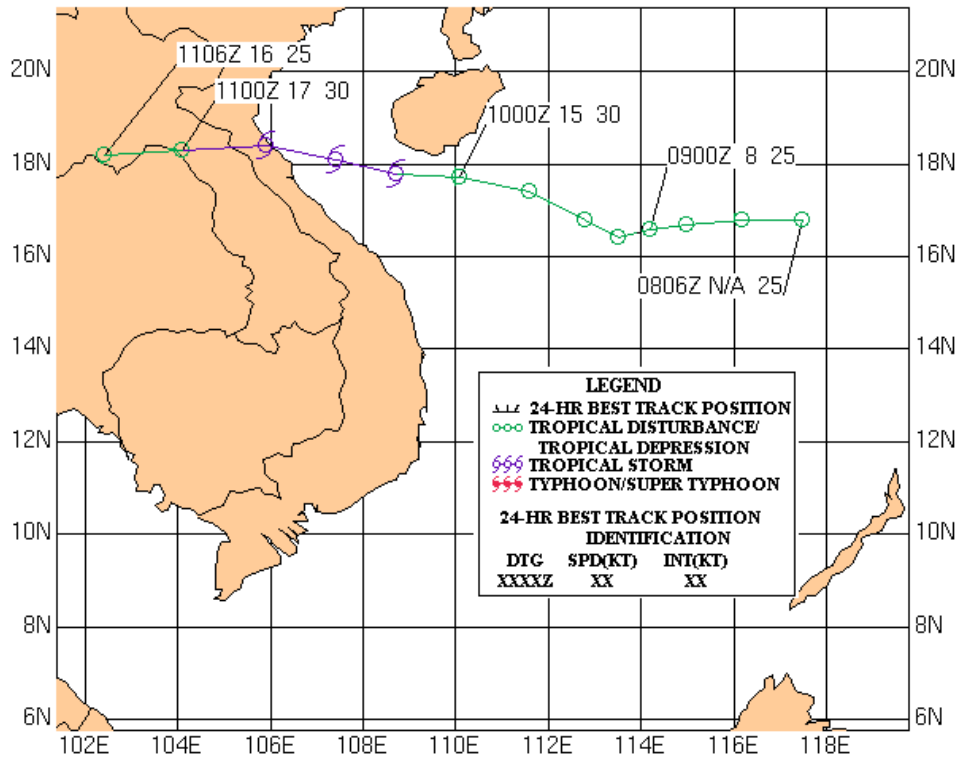 1106Z 16 25
20N
20N
1100Z 17 30
1000Z 15 30
18N
0900Z 8 25
18N
16N
16N
0806Z N/A 25
14N
14N
LEGEND
24-HR BEST TRACK POSITION
TROPICAL DISTURBANCE/
TROPICAL DEPRESSION
TROPICAL STORM
TYPHOON/SUPER TYPHOON
12N
12N
24-HR BEST TRACK POSITION
IDENTIFICATION
DTG SPD(KT) INT(KT)
XXXXZ XX XX
10N
10N
8N
8N
6N
6N
102E 104E 106E 108E 110E 112E 114E 116E 118E